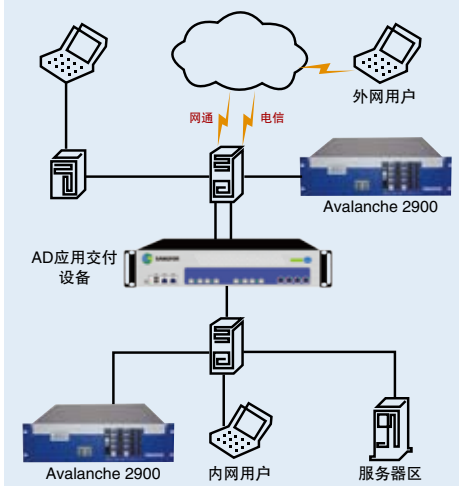 网通
电信
外网用户
Avalanche 2900
AD应用交付
设备
SANGFOR
Avalanche 2900
内网用户
服务器区